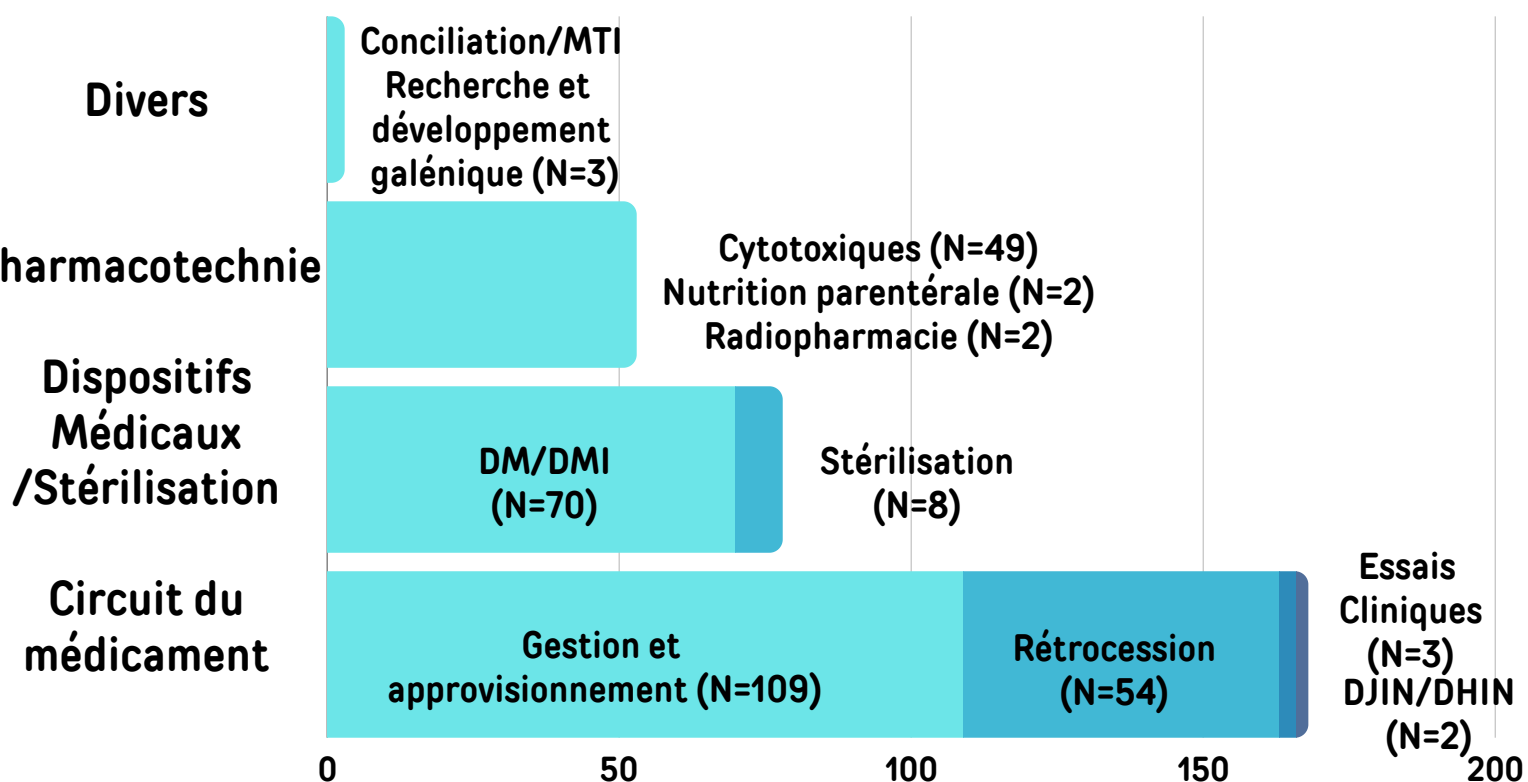 Divers
Conciliation/MTI
Recherche et
développement
galénique (N=3)
harmacotechnie
Cytotoxiques (N=49)
Nutrition parentérale (N=2)
Radiopharmacie (N=2)
Dispositifs
Médicaux
/Stérilisation
DM/DMI
(N=70)
Stérilisation
(N=8)
Circuit du
médicament
Gestion et
approvisionnement (N=109)
Rétrocession
(N=54)
Essais
Cliniques
(N=3)
DJIN/DHIN
(N=2)
0 50 100 150 200